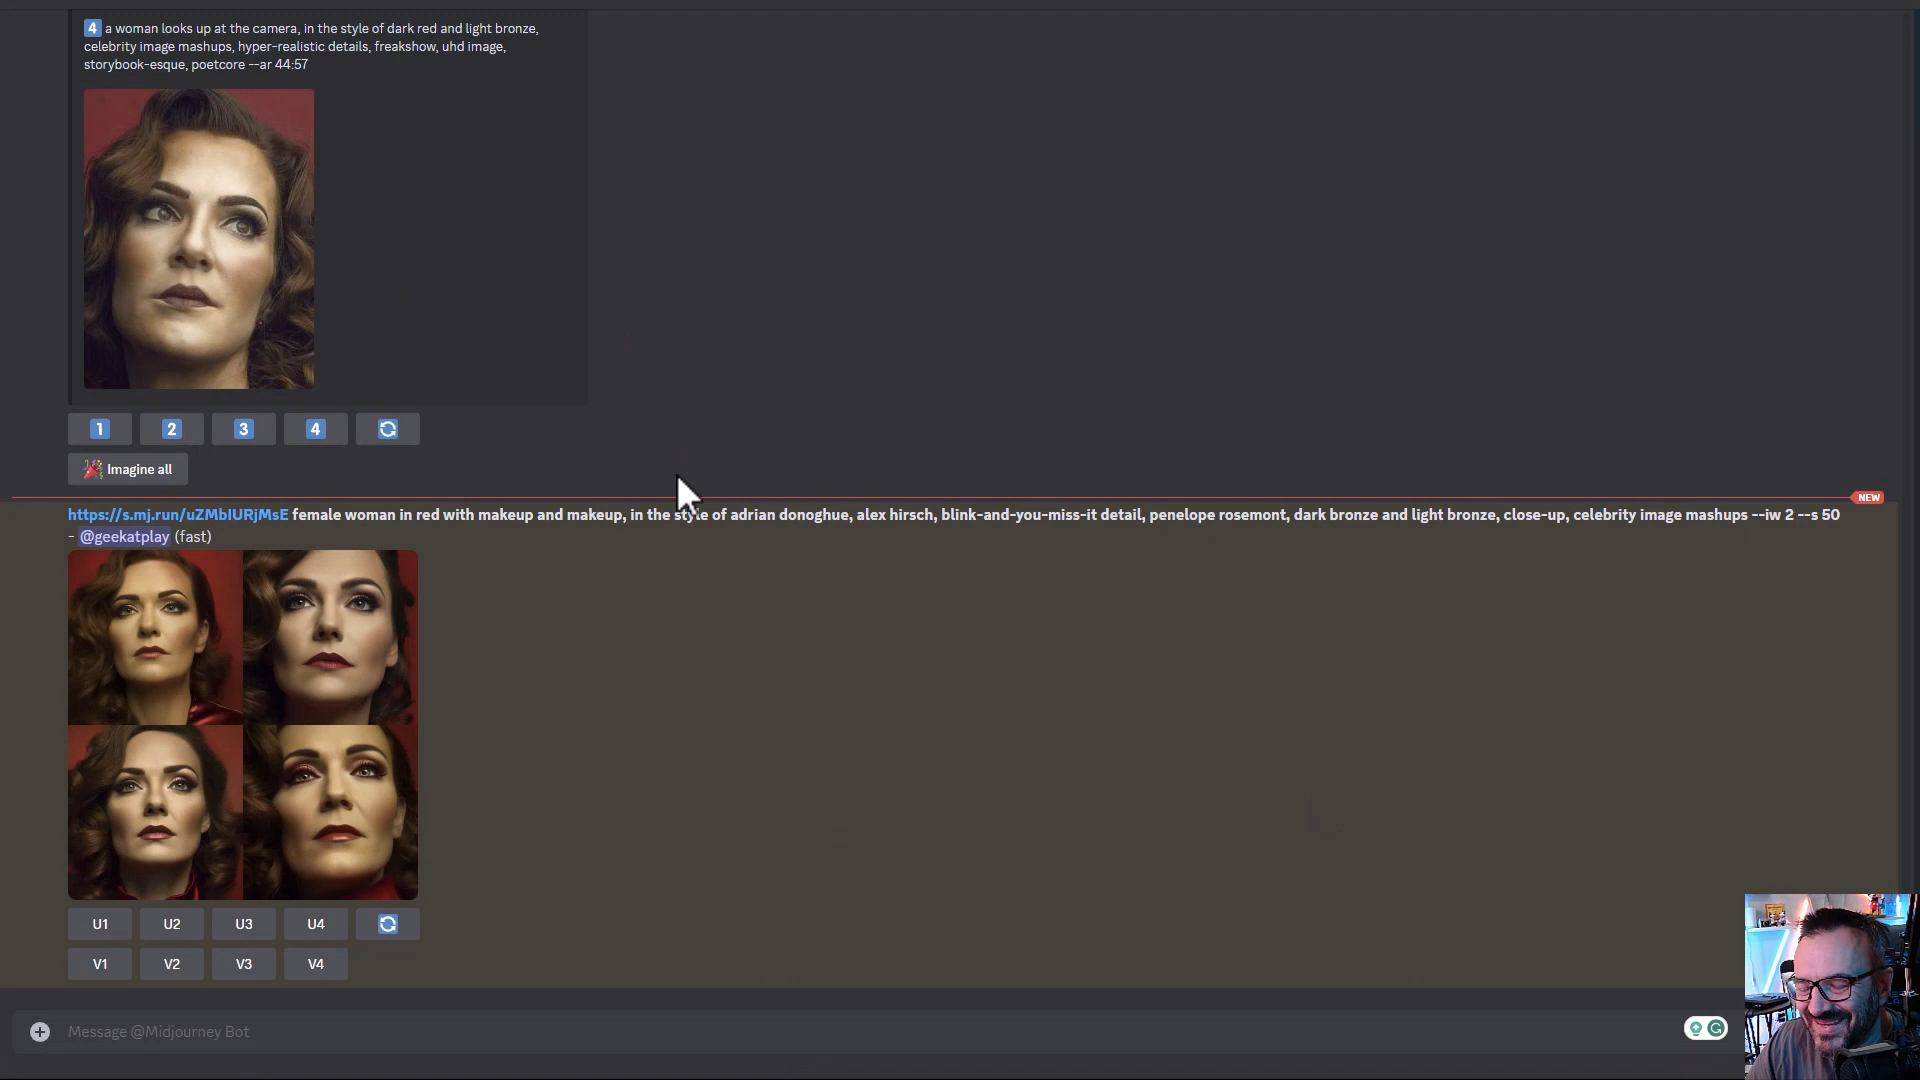 4 a woman looks up at the camera, in the style of dark red and light bronze,
celebrity image mashups, hyper-realistic details, freakshow, uhd image,
storybook-esque, poetcore --ar 44:57
1 2 3 4
Imagine all
NEW
https://s.mj.run/uZMbIURjMsE female woman in red with makeup and makeup, in the style of adrian donoghue, alex hirsch, blink-and-you-miss-it detail, penelope rosemont, dark bronze and light bronze, close-up, celebrity image mashups --iw 2 --s 50
- @geekatplay (fast)
U1 U2 U3 U4
V1 V2 V3 V4
Message @Midjourney Bot